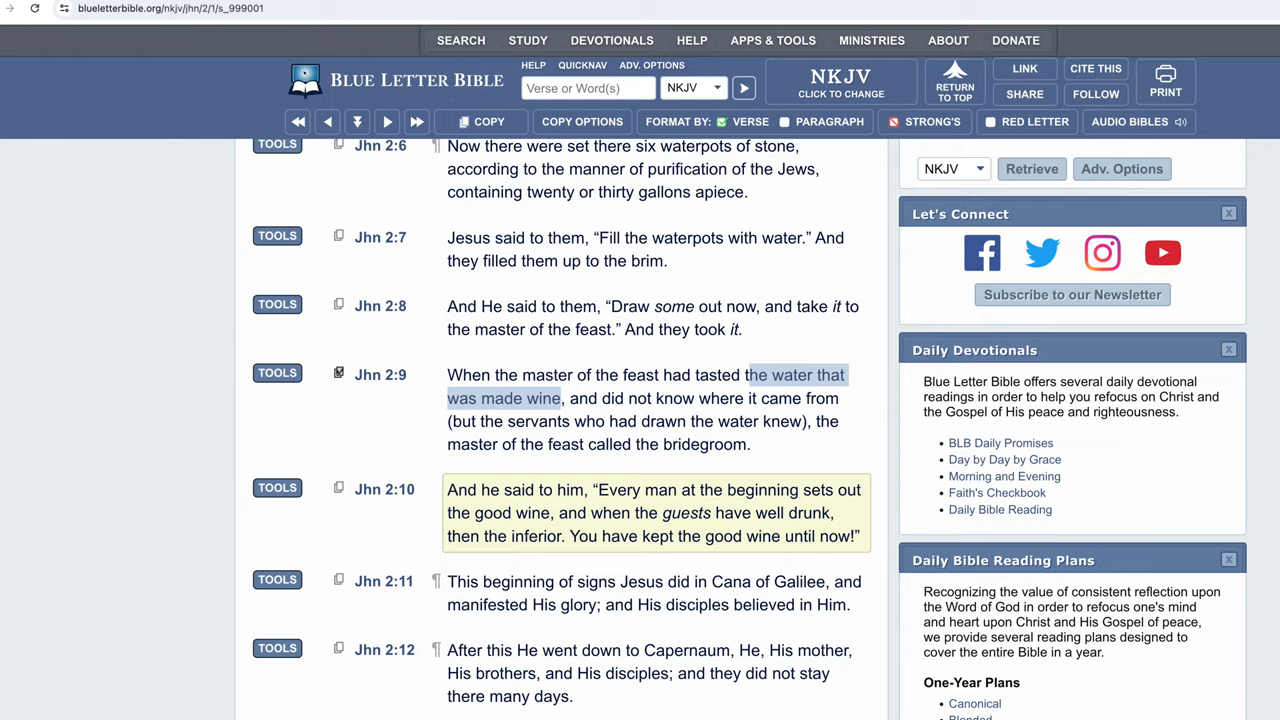 blueletterbible.org/nkjv/jhn/2/1/s_999001
SEARCH STUDY DEVOTIONALS HELP APPS & TOOLS MINISTRIES ABOUT DONATE
BLUE LETTER BIBLE
HELP QUICKNAV ADV. OPTIONS
Verse or Word(s) NKJV
NKJV
CLICK TO CHANGE
RETURN
TO TOP
LINK
CITE THIS
SHARE
FOLLOW
PRINT
COPY COPY OPTIONS FORMAT BY: VERSE PARAGRAPH STRONG'S RED LETTER AUDIO BIBLES
TOOLS Jhn 2:6 ¶ Now there were set there six waterpots of stone,
according to the manner of purification of the Jews,
containing twenty or thirty gallons apiece.
TOOLS Jhn 2:7 Jesus said to them, “Fill the waterpots with water.” And
they filled them up to the brim.
TOOLS Jhn 2:8 And He said to them, “Draw some out now, and take it to
the master of the feast.” And they took it.
TOOLS Jhn 2:9 When the master of the feast had tasted the water that
was made wine, and did not know where it came from
(but the servants who had drawn the water knew), the
master of the feast called the bridegroom.
TOOLS Jhn 2:10 And he said to him, “Every man at the beginning sets out
the good wine, and when the guests have well drunk,
then the inferior. You have kept the good wine until now!”
TOOLS Jhn 2:11 ¶ This beginning of signs Jesus did in Cana of Galilee, and
manifested His glory; and His disciples believed in Him.
TOOLS Jhn 2:12 ¶ After this He went down to Capernaum, He, His mother,
His brothers, and His disciples; and they did not stay
there many days.
NKJV Retrieve Adv. Options
Let's Connect x
Subscribe to our Newsletter
Daily Devotionals x
Blue Letter Bible offers several daily devotional
readings in order to help you refocus on Christ and
the Gospel of His peace and righteousness.
• BLB Daily Promises
• Day by Day by Grace
• Morning and Evening
• Faith's Checkbook
• Daily Bible Reading
Daily Bible Reading Plans x
Recognizing the value of consistent reflection upon
the Word of God in order to refocus one's mind
and heart upon Christ and His Gospel of peace,
we provide several reading plans designed to
cover the entire Bible in a year.
One-Year Plans
• Canonical